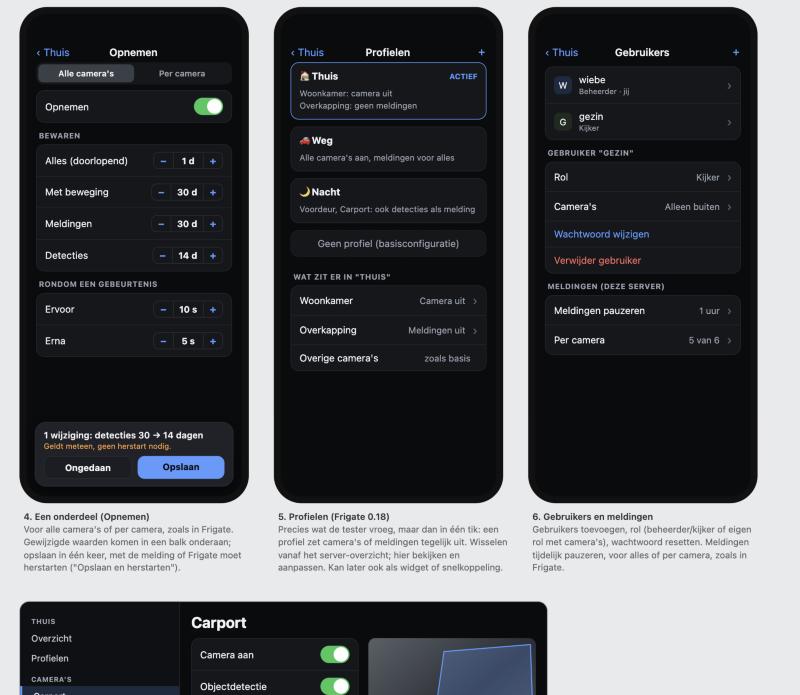 ‹ Thuis
Opnemen
Alle camera's
Per camera
Opnemen
BEWAREN
Alles (doorlopend)
− 1 d +
Met beweging
− 30 d +
Meldingen
− 30 d +
Detecties
− 14 d +
RONDOM EEN GEBEURTENIS
Ervoor
− 10 s +
Erna
− 5 s +
1 wijziging: detecties 30 → 14 dagen
Geldt meteen, geen herstart nodig.
Ongedaan
Opslaan
4. Een onderdeel (Opnemen)
Voor alle camera's of per camera, zoals in Frigate.
Gewijzigde waarden komen in een balk onderaan;
opslaan in één keer, met de melding of Frigate moet
herstarten ("Opslaan en herstarten").
‹ Thuis
Profielen
+
Thuis
ACTIEF
Woonkamer: camera uit
Overkapping: geen meldingen
Weg
Alle camera's aan, meldingen voor alles
Nacht
Voordeur, Carport: ook detecties als melding
Geen profiel (basisconfiguratie)
WAT ZIT ER IN "THUIS"
Woonkamer
Camera uit ›
Overkapping
Meldingen uit ›
Overige camera's
zoals basis
5. Profielen (Frigate 0.18)
Precies wat de tester vroeg, maar dan in één tik: een
profiel zet camera's of meldingen tegelijk uit. Wisselen
vanaf het server-overzicht; hier bekijken en
aanpassen. Kan later ook als widget of snelkoppeling.
‹ Thuis
Gebruikers
+
W
wiebe
Beheerder · jij
›
G
gezin
Kijker
›
GEBRUIKER "GEZIN"
Rol
Kijker ›
Camera's
Alleen buiten ›
Wachtwoord wijzigen
Verwijder gebruiker
MELDINGEN (DEZE SERVER)
Meldingen pauzeren
1 uur ›
Per camera
5 van 6 ›
6. Gebruikers en meldingen
Gebruikers toevoegen, rol (beheerder/kijker of eigen
rol met camera's), wachtwoord resetten. Meldingen
tijdelijk pauzeren, voor alles of per camera, zoals in
Frigate.
THUIS
Overzicht
Profielen
CAMERA'S
Carport
Carport
Camera aan
Objectdetectie